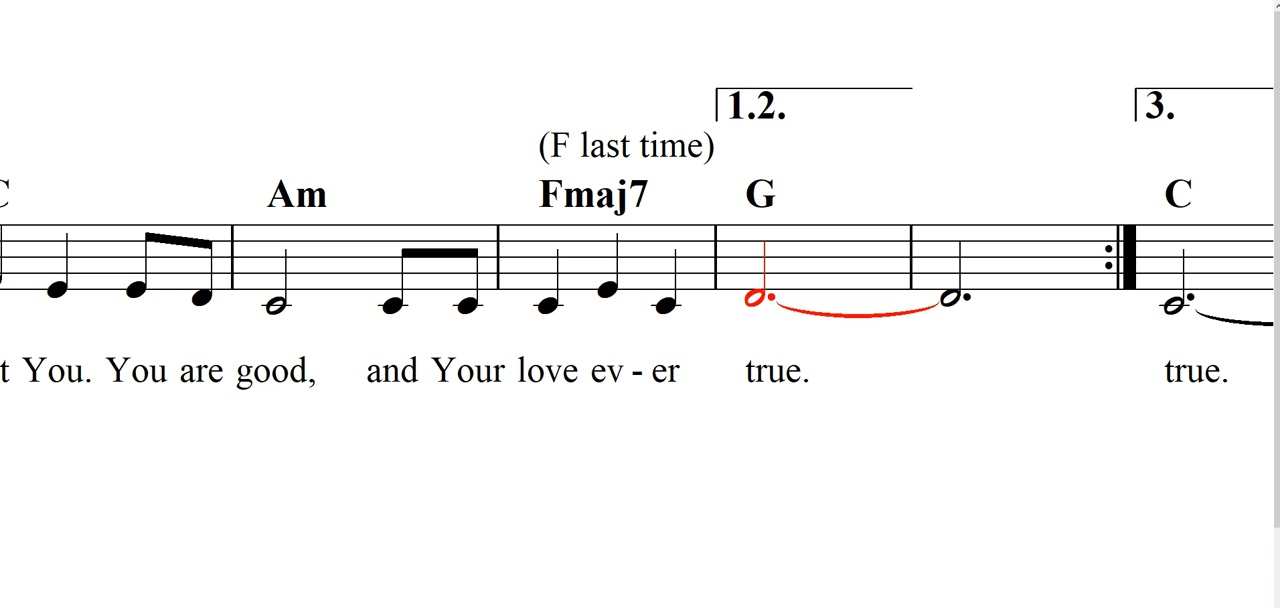 1.2. 3.
(F last time)
C Am Fmaj7 G C
t You. You are good, and Your love ev - er true. true.